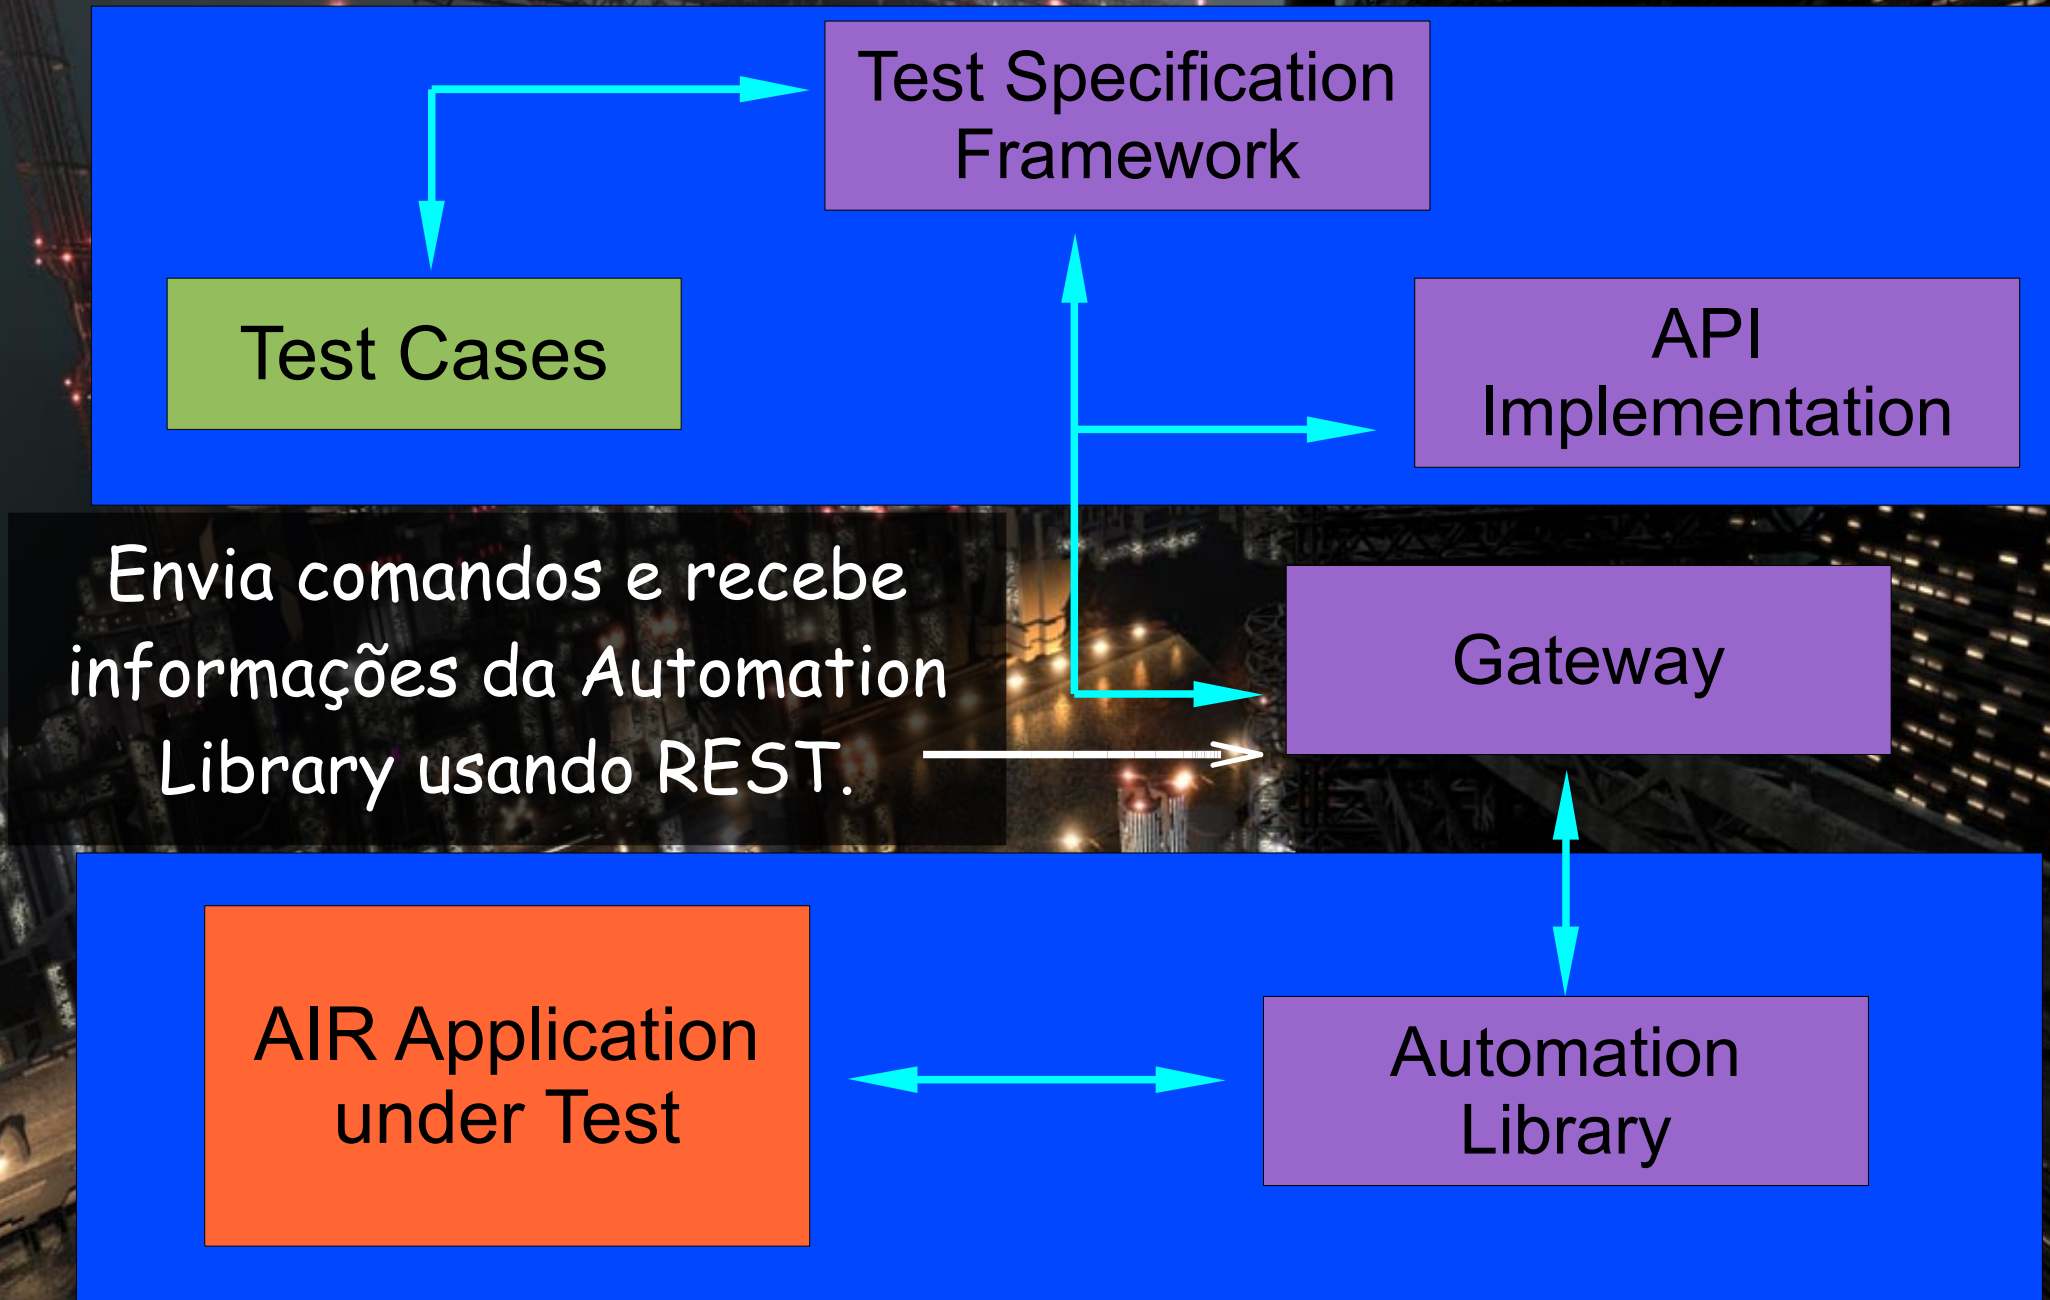 Test Specification
Framework
Test Cases
API
Implementation
Envia comandos e recebe
informações da Automation
Library usando REST.
Gateway
AIR Application
under Test
Automation
Library